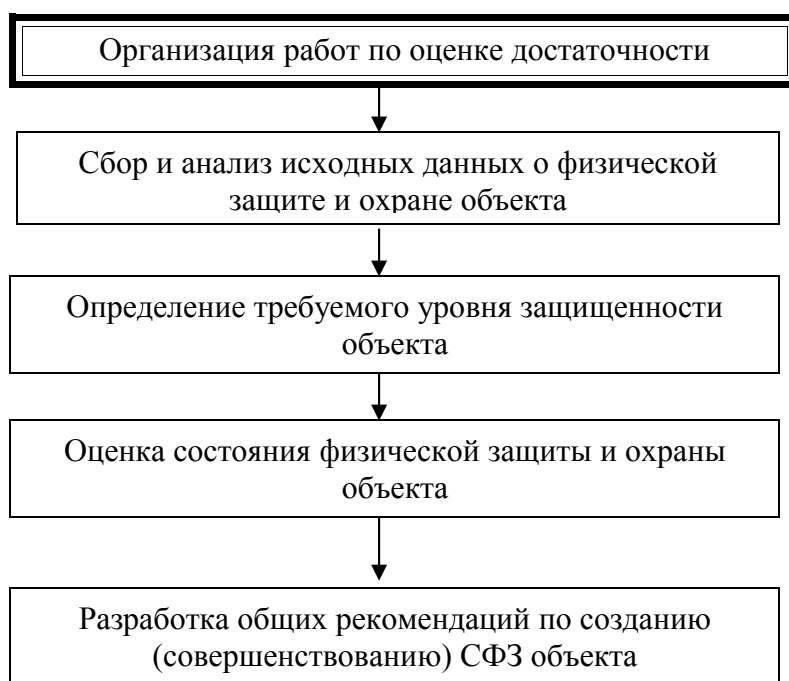 Организация работ по оценке достаточности
Сбор и анализ исходных данных о физической
защите и охране объекта
Определение требуемого уровня защищенности
объекта
Оценка состояния физической защиты и охраны
объекта
Разработка общих рекомендаций по созданию
(совершенствованию) СФЗ объекта